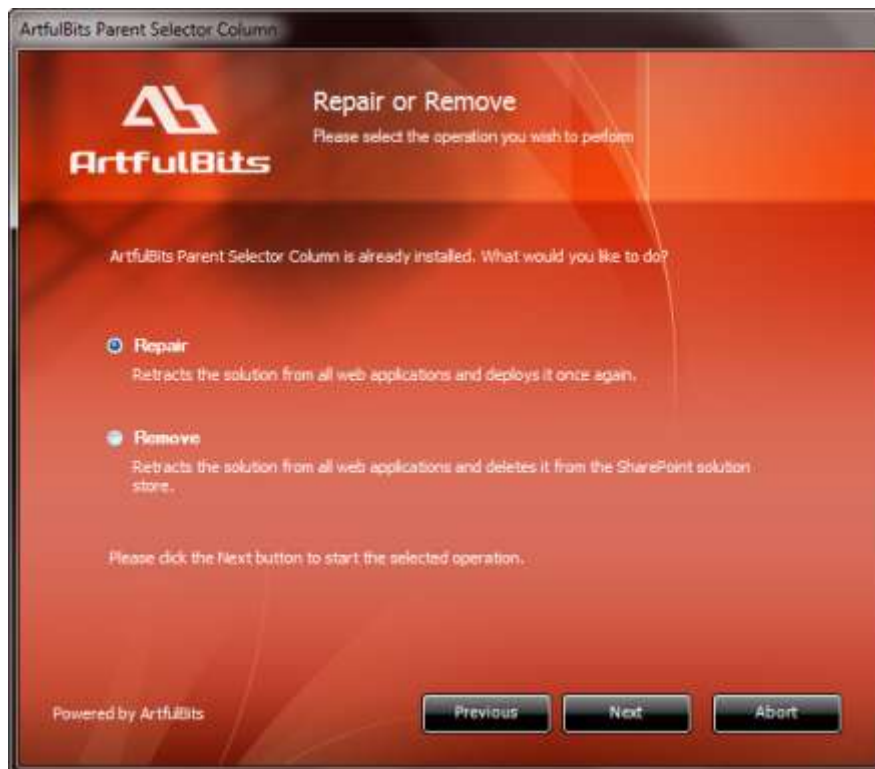 ArtfulBits Parent Selector Column
Repair or Remove
Please select the operation you wish to perform
ArtfulBits
ArtfulBits Parent Selector Column is already installed. What would you like to do?
Repair
Retracts the solution from all web applications and deploys it once again.
Remove
Retracts the solution from all web applications and deletes it from the SharePoint solution
store.
Please click the Next button to start the selected operation.
Powered by ArtfulBits
Previous
Next
Abort